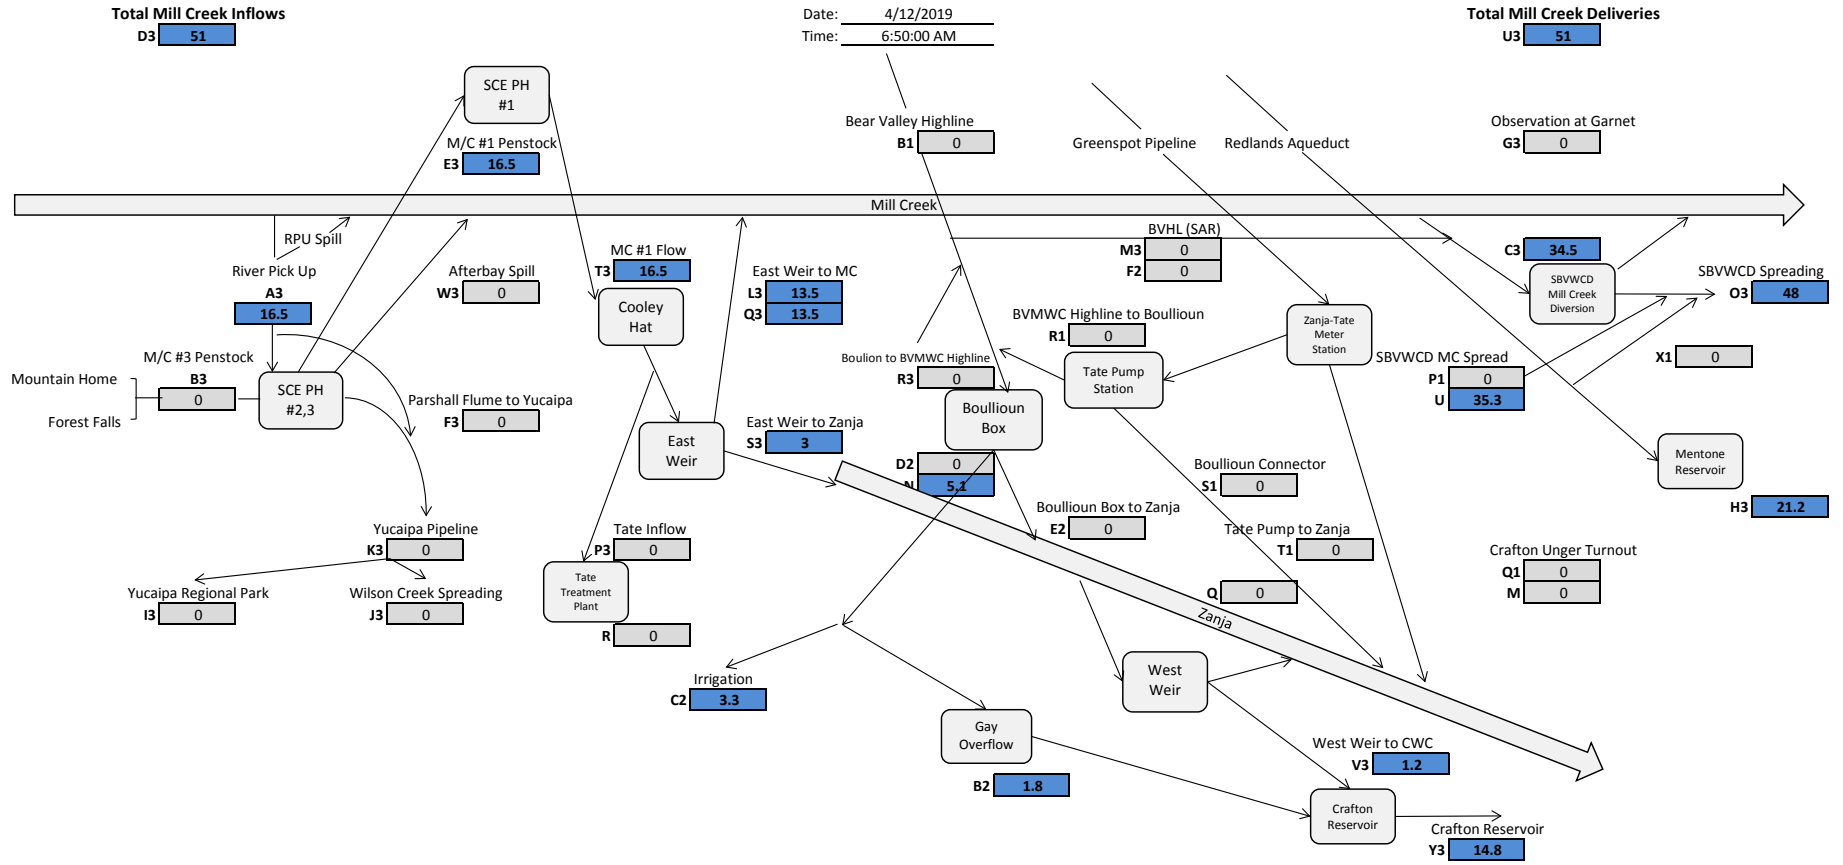 Total Mill Creek Inflows
D3 51
Date: 4/12/2019
Time: 6:50:00 AM
Total Mill Creek Deliveries
U3 51
SCE PH
#1
M/C #1 Penstock
E3 16.5
Bear Valley Highline
B1 0
Greenspot Pipeline
Redlands Aqueduct
Observation at Garnet
G3 0
Mill Creek
RPU Spill
River Pick Up
A3
16.5
Afterbay Spill
W3 0
MC #1 Flow
T3 16.5
Cooley
Hat
East Weir to MC
L3 13.5
Q3 13.5
BVHL (SAR)
M3 0
F2 0
C3 34.5
SBVWCD
Mill Creek
Diversion
SBVWCD Spreading
O3 48
BVMWC Highline to Boullioun
R1 0
Zanja-Tate
Meter
Station
Boulion to BVMWC Highline
R3 0
Tate Pump
Station
SBVWCD MC Spread
P1 0
U 35.3
X1 0
Mountain Home
Forest Falls
M/C #3 Penstock
B3
0
SCE PH
#2,3
Parshall Flume to Yucaipa
F3 0
East
Weir
East Weir to Zanja
S3 3
Boullioun
Box
D2 0
N 5.1
Boullioun Connector
S1 0
Mentone
Reservoir
H3 21.2
Boullioun Box to Zanja
E2 0
Yucaipa Pipeline
K3 0
Tate Inflow
P3 0
Tate Pump to Zanja
T1 0
Crafton Unger Turnout
Q1 0
M 0
Yucaipa Regional Park
I3 0
Wilson Creek Spreading
J3 0
Tate
Treatment
Plant
R 0
Q 0
Zanja
Irrigation
C2 3.3
West
Weir
Gay
Overflow
B2 1.8
West Weir to CWC
V3 1.2
Crafton
Reservoir
Crafton Reservoir
Y3 14.8